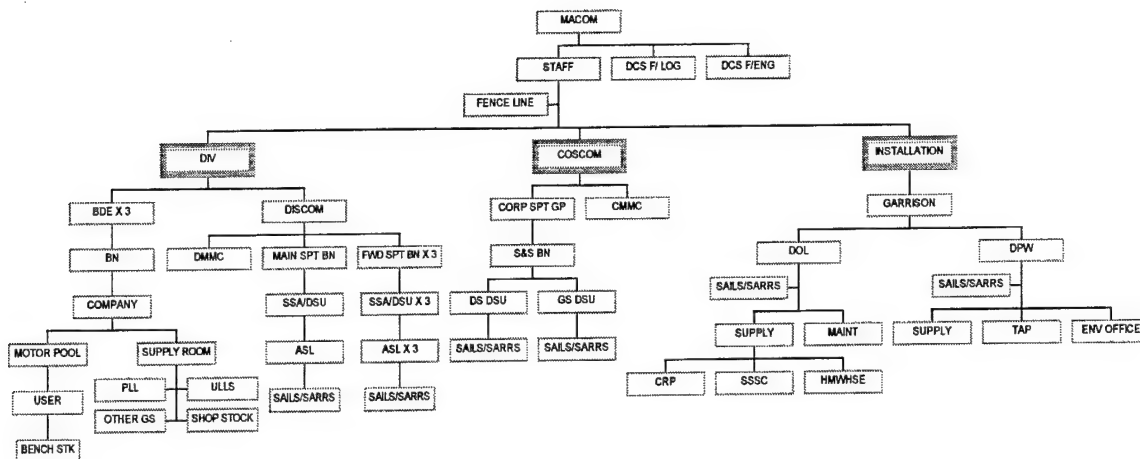 MACOM
STAFF
DCS F/ LOG
DCS F/ENG
FENCE LINE
DIV
COSCOM
INSTALLATION
BDE X 3
DISCOM
CORP SPT GP
CMMC
GARRISON
BN
DMMC
MAIN SPT BN
FWD SPT BN X 3
S&S BN
DOL
DPW
COMPANY
SSA/DSU
SSA/DSU X 3
DS DSU
GS DSU
SAILS/SARRS
SAILS/SARRS
MOTOR POOL
SUPPLY ROOM
ASL
ASL X 3
SAILS/SARRS
SAILS/SARRS
SUPPLY
MAINT
SUPPLY
TAP
ENV OFFICE
USER
PLL
ULLS
SAILS/SARRS
SAILS/SARRS
CRP
SSSC
HMWHSE
OTHER GS
SHOP STOCK
BENCH STK